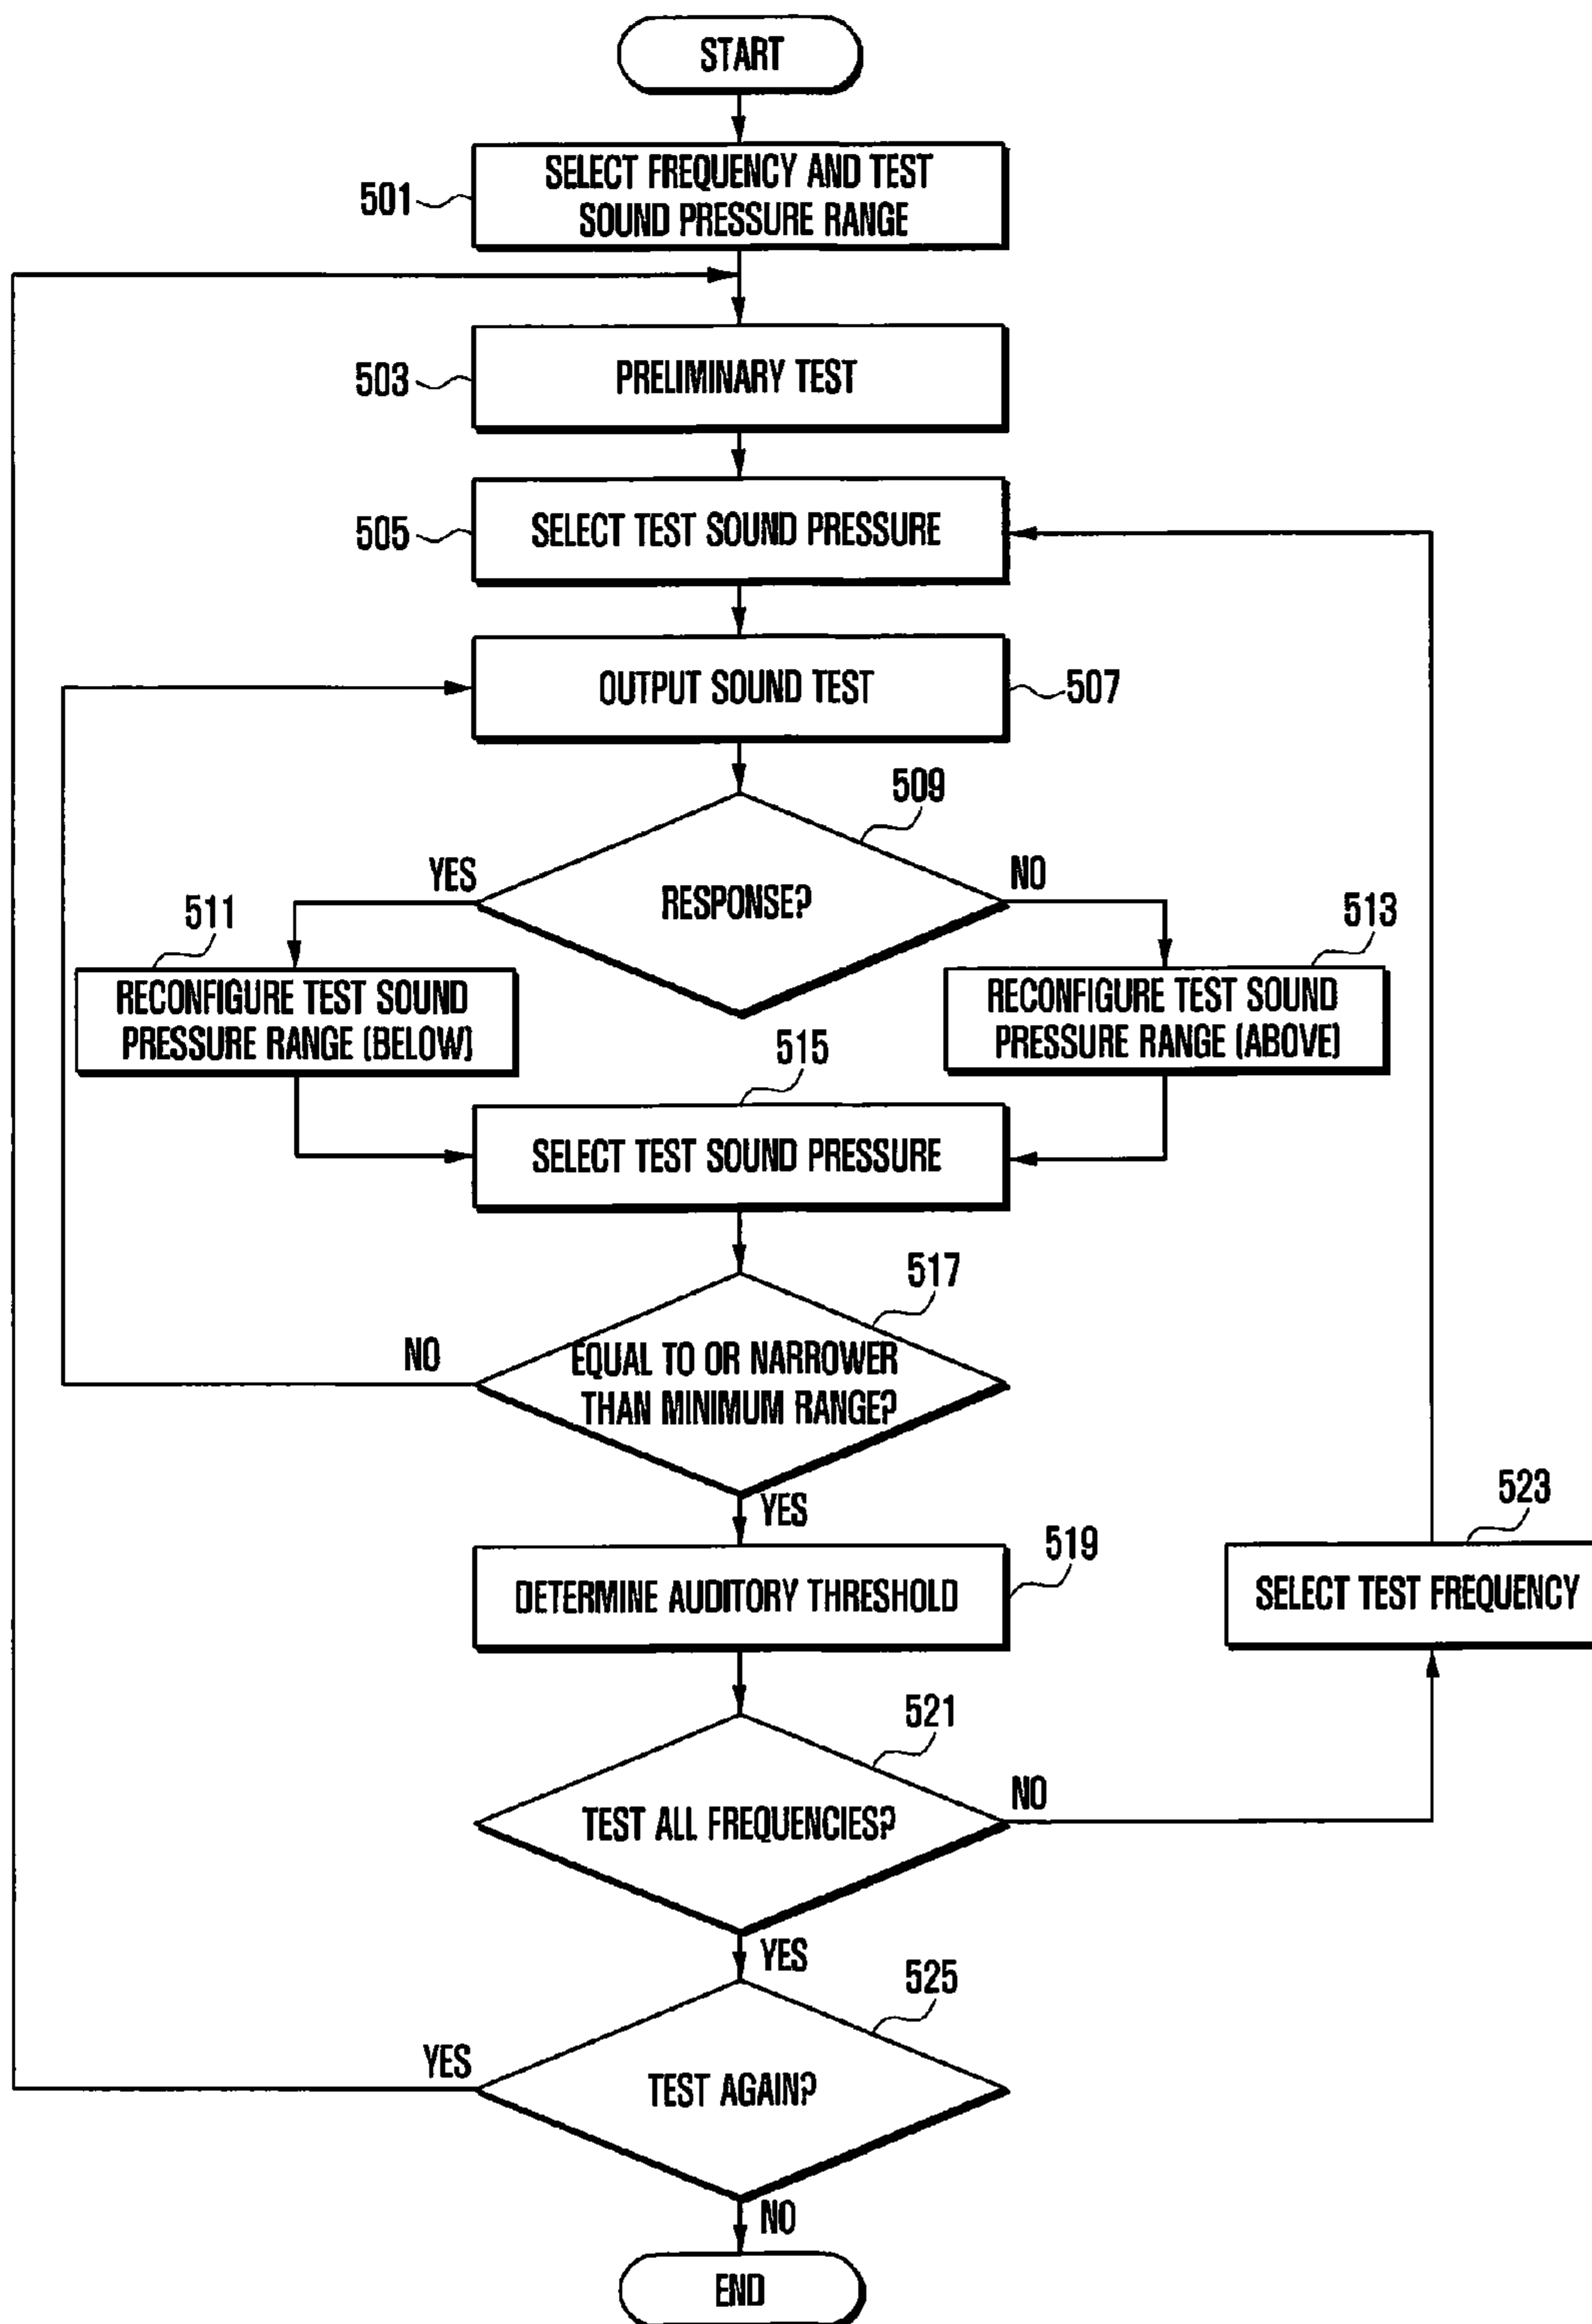 START
501
SELECT FREQUENCY AND TEST
SOUND PRESSURE RANGE
503
PRELIMINARY TEST
505
SELECT TEST SOUND PRESSURE
OUTPUT SOUND TEST
507
509
YES
RESPONSE?
NO
511
513
RECONFIGURE TEST SOUND
PRESSURE RANGE (BELOW)
RECONFIGURE TEST SOUND
PRESSURE RANGE (ABOVE)
515
SELECT TEST SOUND PRESSURE
517
NO
EQUAL TO OR NARROWER
THAN MINIMUM RANGE?
YES
519
DETERMINE AUDITORY THRESHOLD
523
SELECT TEST FREQUENCY
521
TEST ALL FREQUENCIES?
NO
YES
525
YES
TEST AGAIN?
NO
END